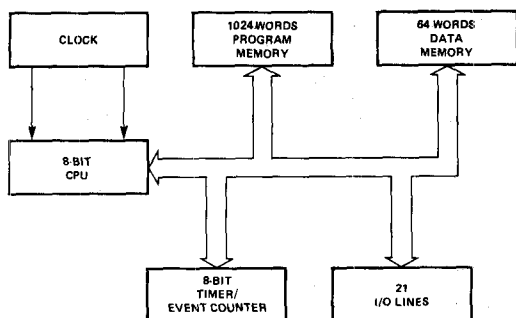 CLOCK
1024 WORDS
PROGRAM
MEMORY
64 WORDS
DATA
MEMORY
8-BIT
CPU
8-BIT
TIMER/
EVENT COUNTER
21
I/O LINES